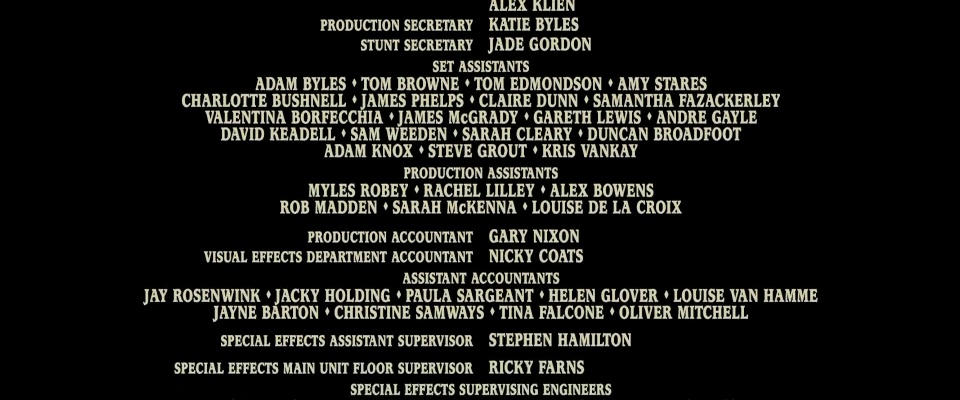 ALEX KLIEN
PRODUCTION SECRETARY KATIE BYLES
STUNT SECRETARY JADE GORDON
SET ASSISTANTS
ADAM BYLES ♦ TOM BROWNE ♦ TOM EDMONDSON ♦ AMY STARES
CHARLOTTE BUSHNELL ♦ JAMES PHELPS ♦ CLAIRE DUNN ♦ SAMANTHA FAZACKERLEY
VALENTINA BORFECCHIA ♦ JAMES McGRADY ♦ GARETH LEWIS ♦ ANDRE GAYLE
DAVID KEADELL ♦ SAM WEEDEN ♦ SARAH CLEARY ♦ DUNCAN BROADFOOT
ADAM KNOX ♦ STEVE GROUT ♦ KRIS VANKAY
PRODUCTION ASSISTANTS
MYLES ROBEY ♦ RACHEL LILLEY ♦ ALEX BOWENS
ROB MADDEN ♦ SARAH McKENNA ♦ LOUISE DE LA CROIX
PRODUCTION ACCOUNTANT GARY NIXON
VISUAL EFFECTS DEPARTMENT ACCOUNTANT NICKY COATS
ASSISTANT ACCOUNTANTS
JAY ROSENWINK ♦ JACKY HOLDING ♦ PAULA SARGEANT ♦ HELEN GLOVER ♦ LOUISE VAN HAMME
JAYNE BARTON ♦ CHRISTINE SAMWAYS ♦ TINA FALCONE ♦ OLIVER MITCHELL
SPECIAL EFFECTS ASSISTANT SUPERVISOR STEPHEN HAMILTON
SPECIAL EFFECTS MAIN UNIT FLOOR SUPERVISOR RICKY FARNS
SPECIAL EFFECTS SUPERVISING ENGINEERS